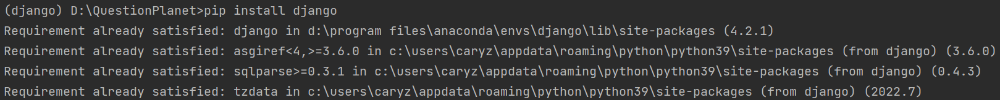 (django) D:\QuestionPlanet>pip install django
Requirement already satisfied: django in d:\program files\anaconda\envs\django\lib\site-packages (4.2.1)
Requirement already satisfied: asgiref<4,>=3.6.0 in c:\users\caryz\appdata\roaming\python\python39\site-packages (from django) (3.6.0)
Requirement already satisfied: sqlparse>=0.3.1 in c:\users\caryz\appdata\roaming\python\python39\site-packages (from django) (0.4.3)
Requirement already satisfied: tzdata in c:\users\caryz\appdata\roaming\python\python39\site-packages (from django) (2022.7)